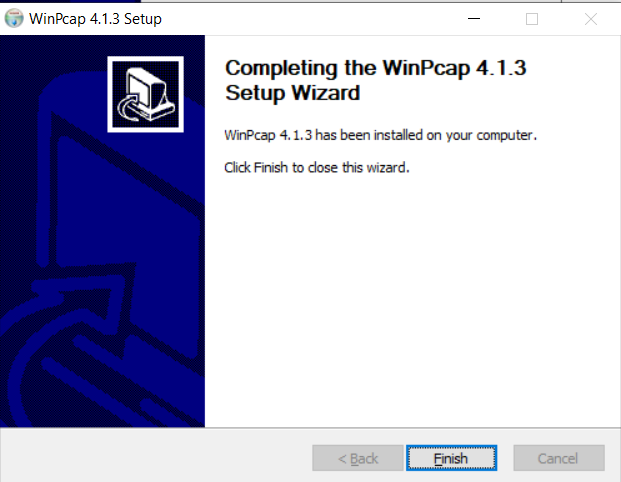 WinPcap 4.1.3 Setup
Completing the WinPcap 4.1.3
Setup Wizard
WinPcap 4.1.3 has been installed on your computer.
Click Finish to close this wizard.
< Back
Finish
Cancel